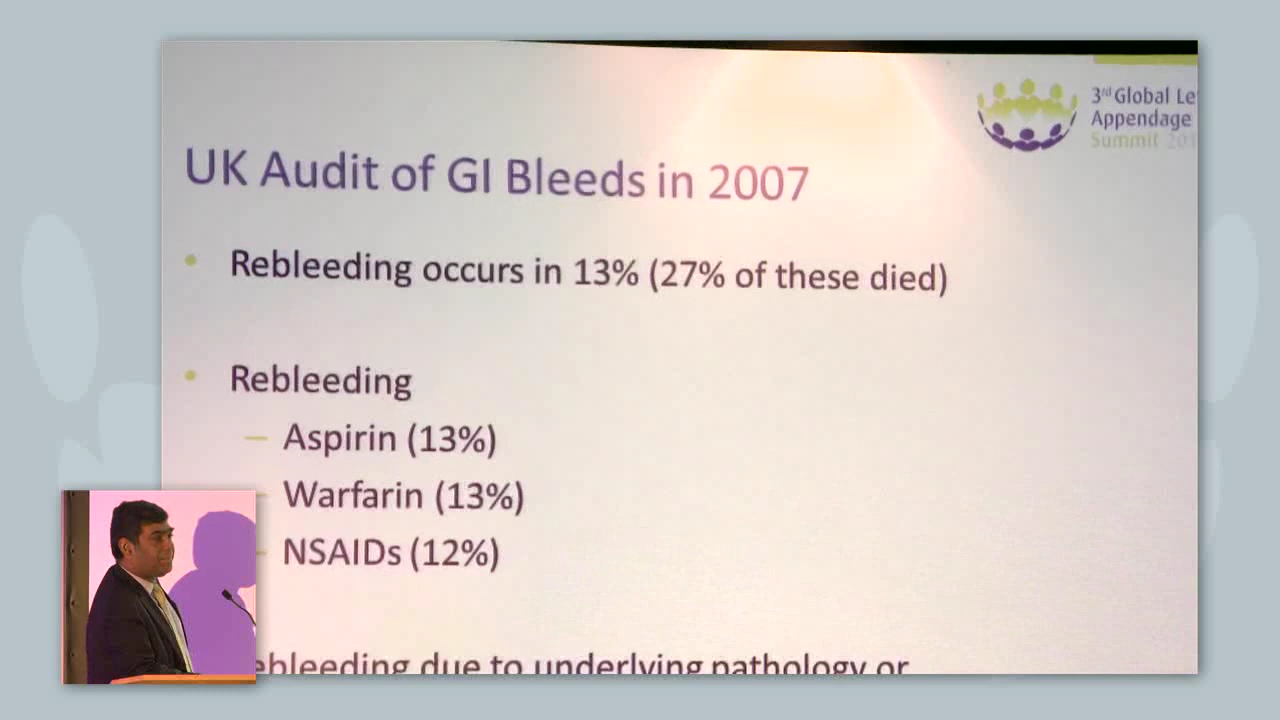 3rd Global Le
Appendage
Summit 201
UK Audit of GI Bleeds in 2007
• Rebleeding occurs in 13% (27% of these died)
• Rebleeding
– Aspirin (13%)
– Warfarin (13%)
– NSAIDs (12%)
ebleeding due to underlying pathology or